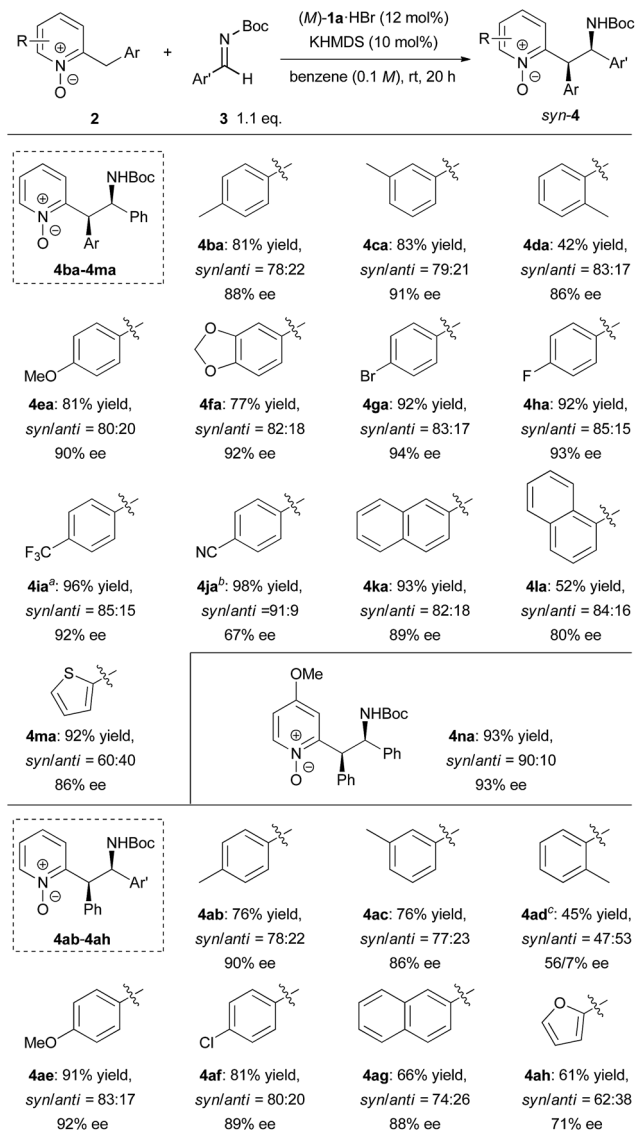 R
N
O
Ar
2
+
N
Boc
Ar'
H
3 1.1 eq.
(M)-1a·HBr (12 mol%)
KHMDS (10 mol%)
benzene (0.1 M), rt, 20 h
R
N
O
NHBoc
Ar'
Ar
syn-4
NHBoc
N
O
Ph
Ar
4ba-4ma
4ba: 81% yield,
syn/anti = 78:22
88% ee
4ca: 83% yield,
syn/anti = 79:21
91% ee
4da: 42% yield,
syn/anti = 83:17
86% ee
MeO
4ea: 81% yield,
syn/anti = 80:20
90% ee
O
O
4fa: 77% yield,
syn/anti = 82:18
92% ee
Br
4ga: 92% yield,
syn/anti = 83:17
94% ee
F
4ha: 92% yield,
syn/anti = 85:15
93% ee
F3C
4iaᵃ: 96% yield,
syn/anti = 85:15
92% ee
NC
4jaᵇ: 98% yield,
syn/anti =91:9
67% ee
4ka: 93% yield,
syn/anti = 82:18
89% ee
4la: 52% yield,
syn/anti = 84:16
80% ee
S
4ma: 92% yield,
syn/anti = 60:40
86% ee
OMe
NHBoc
N
O
Ph
Ph
4na: 93% yield,
syn/anti = 90:10
93% ee
NHBoc
N
O
Ar'
Ph
4ab-4ah
4ab: 76% yield,
syn/anti = 78:22
90% ee
4ac: 76% yield,
syn/anti = 77:23
86% ee
4adᶜ: 45% yield,
syn/anti = 47:53
56/7% ee
MeO
4ae: 91% yield,
syn/anti = 83:17
92% ee
Cl
4af: 81% yield,
syn/anti = 80:20
89% ee
4ag: 66% yield,
syn/anti = 74:26
88% ee
O
4ah: 61% yield,
syn/anti = 62:38
71% ee